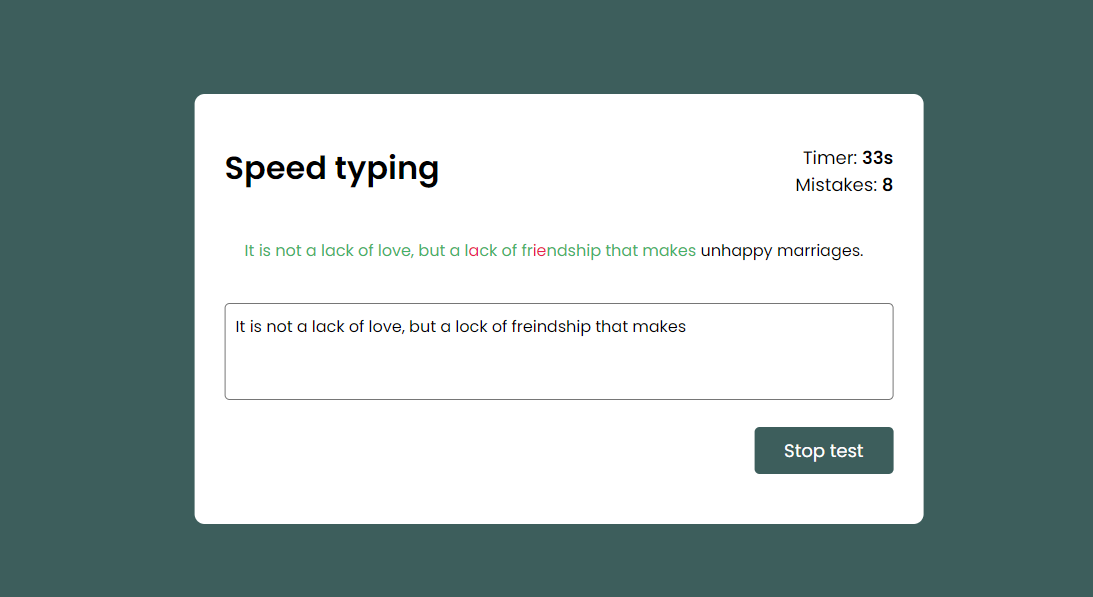 Speed typing
Timer: 33s
Mistakes: 8
It is not a lack of love, but a lack of friendship that makes unhappy marriages.
It is not a lack of love, but a lock of freindship that makes
Stop test